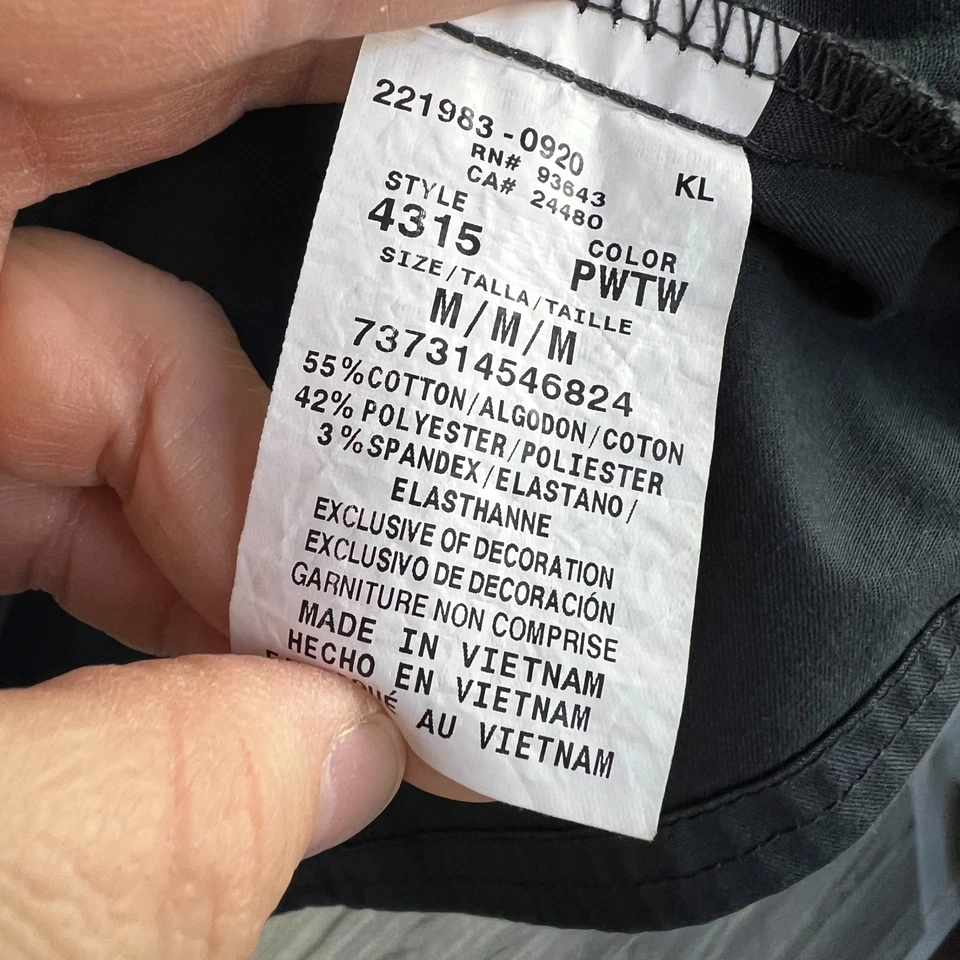 221983-0920
RN# 93643
KL
CA# 24480
STYLE
4315
COLOR
PWTW
SIZE/TALLA/TAILLE
M/M/M
737314546824
55%COTTON/ALGODON/COTON
42% POLYESTER/POLIESTER
3%SPANDEX/ELASTANO/
ELASTHANNE
EXCLUSIVE OF DECORATION
EXCLUSIVO DE DECORACIÓN
GARNITURE NON COMPRISE
MADE IN VIETNAM
HECHO EN VIETNAM
AU VIETNAM